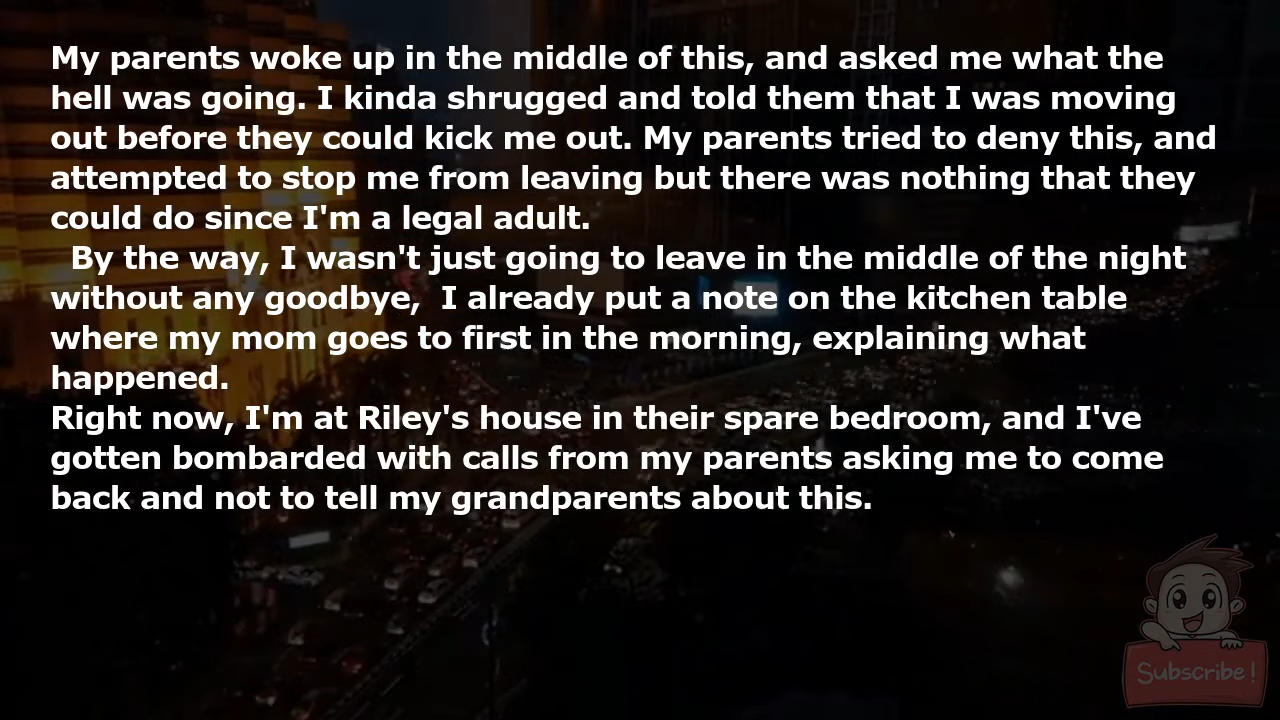 My parents woke up in the middle of this, and asked me what the
hell was going. I kinda shrugged and told them that I was moving
out before they could kick me out. My parents tried to deny this, and
attempted to stop me from leaving but there was nothing that they
could do since I'm a legal adult.
By the way, I wasn't just going to leave in the middle of the night
without any goodbye,  I already put a note on the kitchen table
where my mom goes to first in the morning, explaining what
happened.
Right now, I'm at Riley's house in their spare bedroom, and I've
gotten bombarded with calls from my parents asking me to come
back and not to tell my grandparents about this.
Subscribe!